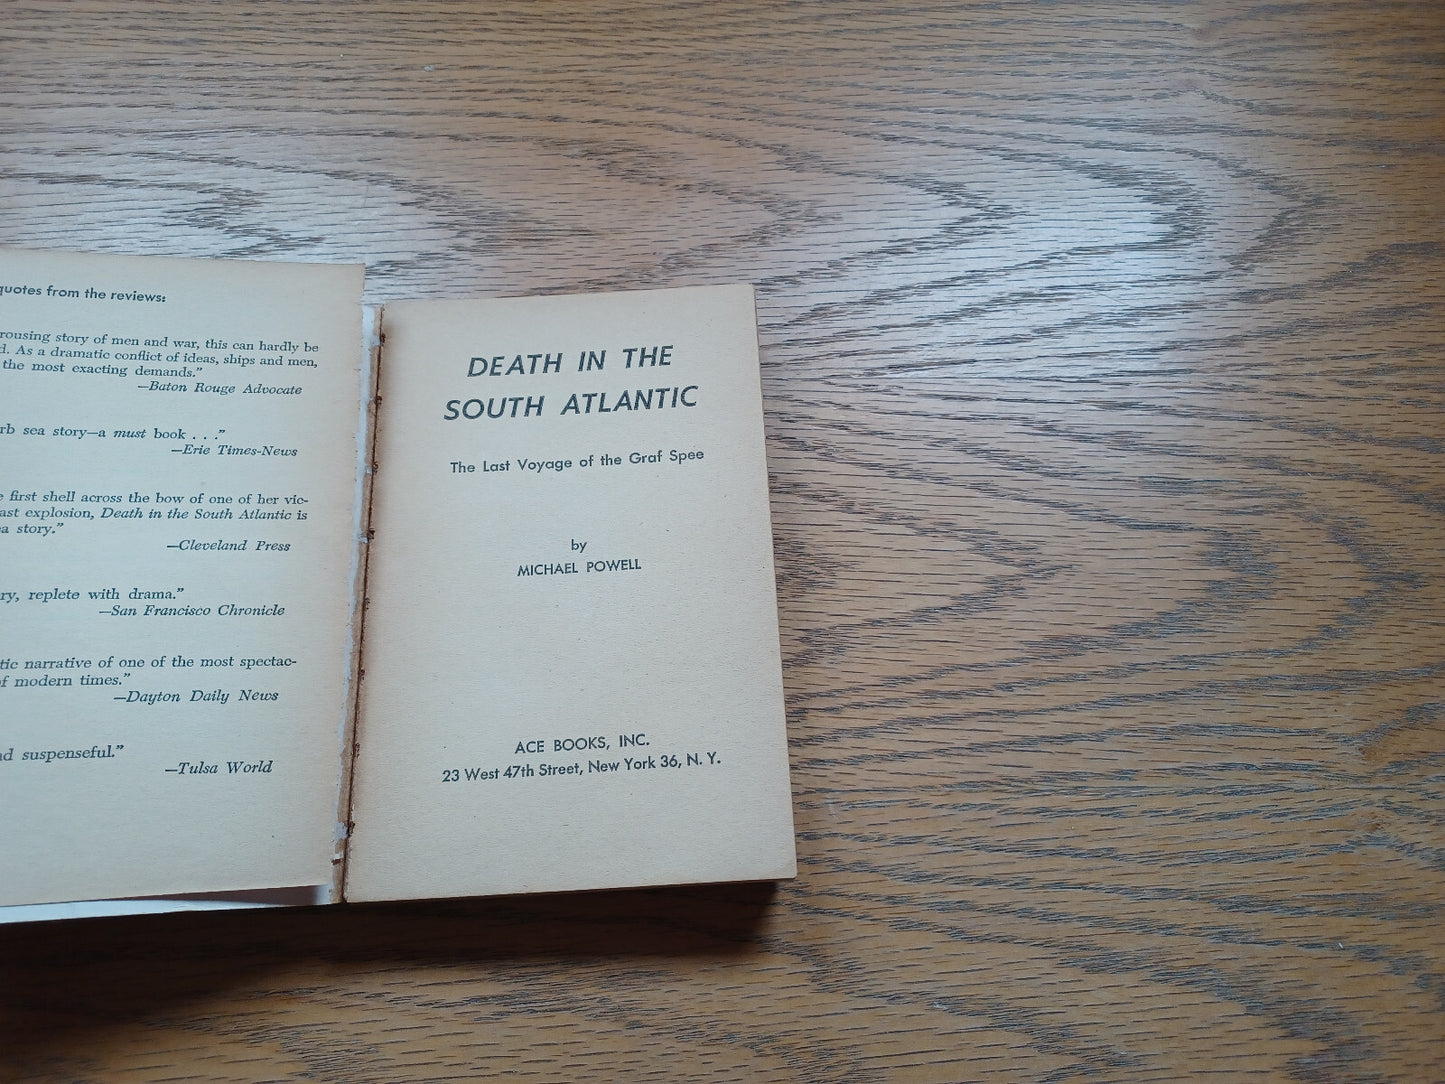 quotes from the reviews:
rousing story of men and war, this can hardly be
d. As a dramatic conflict of ideas, ships and men,
the most exacting demands."
—Baton Rouge Advocate
rb sea story—a must book . . ."
—Erie Times-News
e first shell across the bow of one of her vic-
ast explosion, Death in the South Atlantic is
a story."
—Cleveland Press
ry, replete with drama."
—San Francisco Chronicle
tic narrative of one of the most spectac-
f modern times."
—Dayton Daily News
nd suspenseful."
—Tulsa World
DEATH IN THE
SOUTH ATLANTIC
The Last Voyage of the Graf Spee
by
MICHAEL POWELL
ACE BOOKS, INC.
23 West 47th Street, New York 36, N. Y.